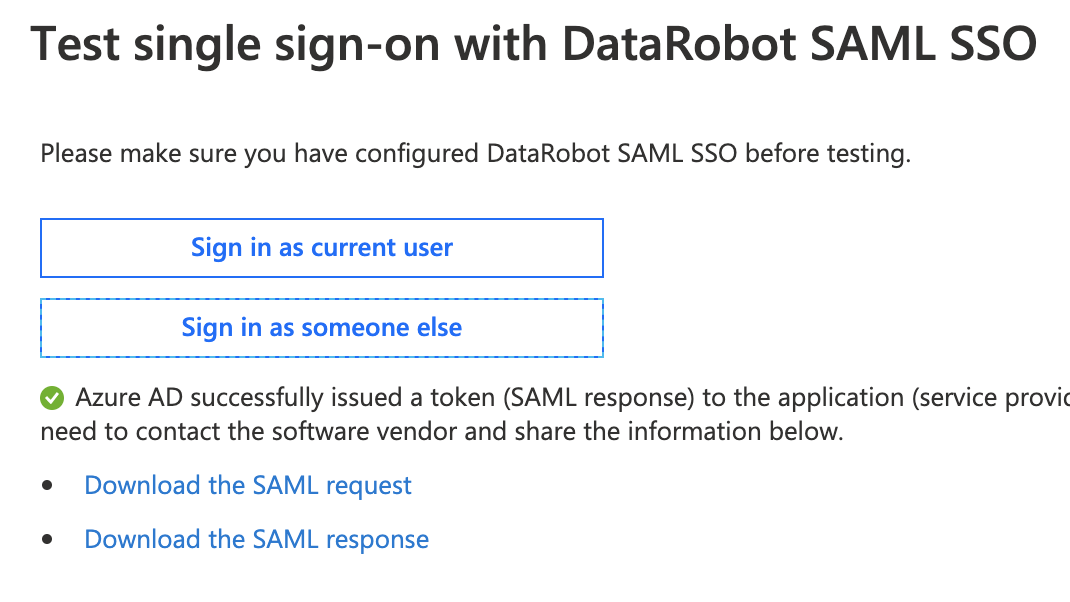 Test single sign-on with DataRobot SAML SSO
Please make sure you have configured DataRobot SAML SSO before testing.
Sign in as current user
Sign in as someone else
Azure AD successfully issued a token (SAML response) to the application (service
need to contact the software vendor and share the information below.
Download the SAML request
Download the SAML response